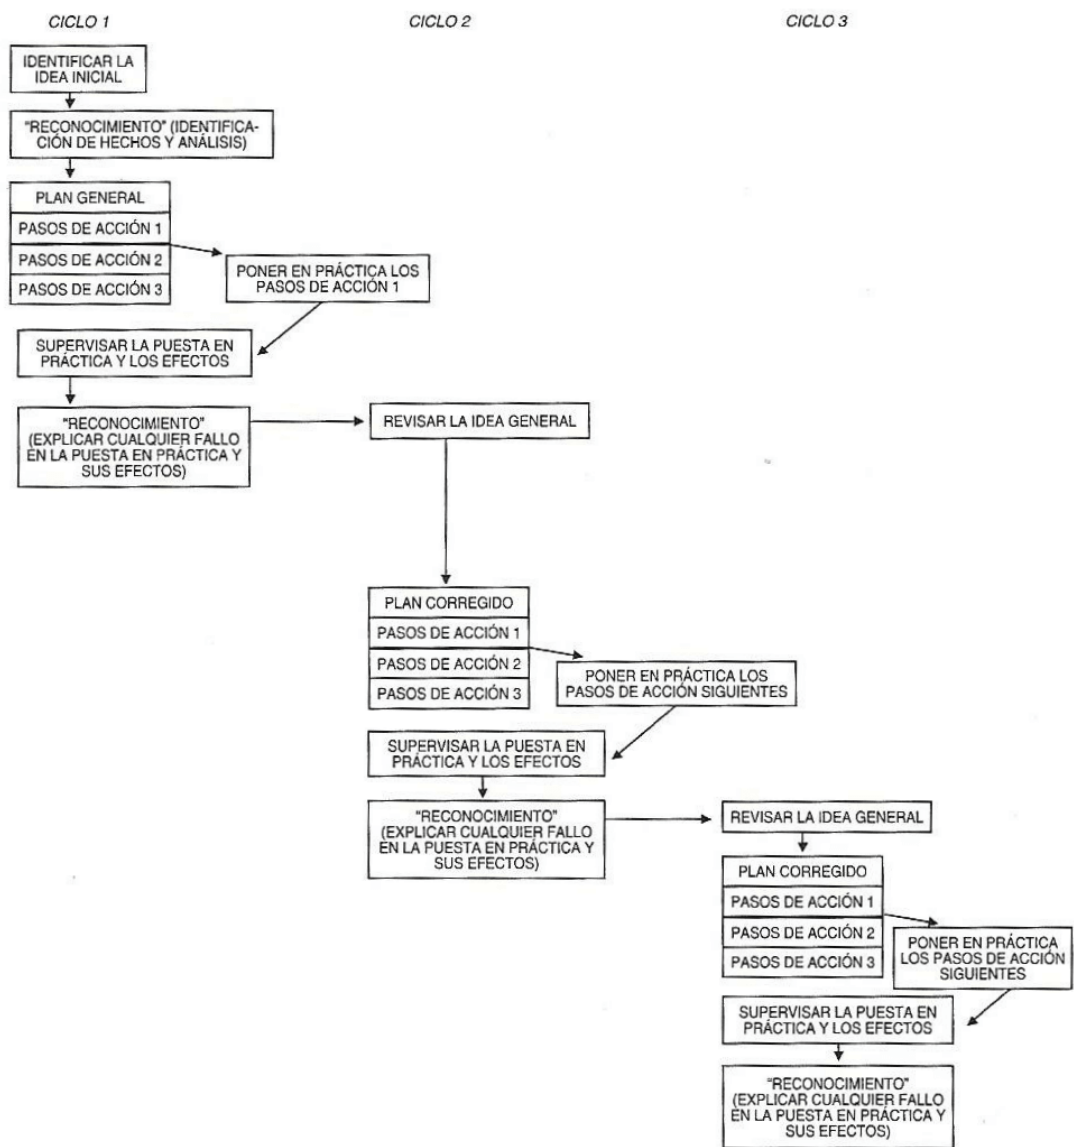 CICLO 1
CICLO 2
CICLO 3
IDENTIFICAR LA
IDEA INICIAL
"RECONOCIMIENTO" (IDENTIFICA-
CIÓN DE HECHOS Y ANÁLISIS)
PLAN GENERAL
PASOS DE ACCIÓN 1
PASOS DE ACCIÓN 2
PASOS DE ACCIÓN 3
PONER EN PRÁCTICA LOS
PASOS DE ACCIÓN 1
SUPERVISAR LA PUESTA EN
PRÁCTICA Y LOS EFECTOS
"RECONOCIMIENTO"
(EXPLICAR CUALQUIER FALLO
EN LA PUESTA EN PRÁCTICA Y
SUS EFECTOS)
REVISAR LA IDEA GENERAL
PLAN CORREGIDO
PASOS DE ACCIÓN 1
PASOS DE ACCIÓN 2
PASOS DE ACCIÓN 3
PONER EN PRÁCTICA LOS
PASOS DE ACCIÓN SIGUIENTES
SUPERVISAR LA PUESTA EN
PRÁCTICA Y LOS EFECTOS
"RECONOCIMIENTO"
(EXPLICAR CUALQUIER FALLO
EN LA PUESTA EN PRÁCTICA Y
SUS EFECTOS)
REVISAR LA IDEA GENERAL
PLAN CORREGIDO
PASOS DE ACCIÓN 1
PASOS DE ACCIÓN 2
PASOS DE ACCIÓN 3
PONER EN PRÁCTICA
LOS PASOS DE ACCIÓN
SIGUIENTES
SUPERVISAR LA PUESTA EN
PRÁCTICA Y LOS EFECTOS
"RECONOCIMIENTO"
(EXPLICAR CUALQUIER FALLO
EN LA PUESTA EN PRÁCTICA Y
SUS EFECTOS)